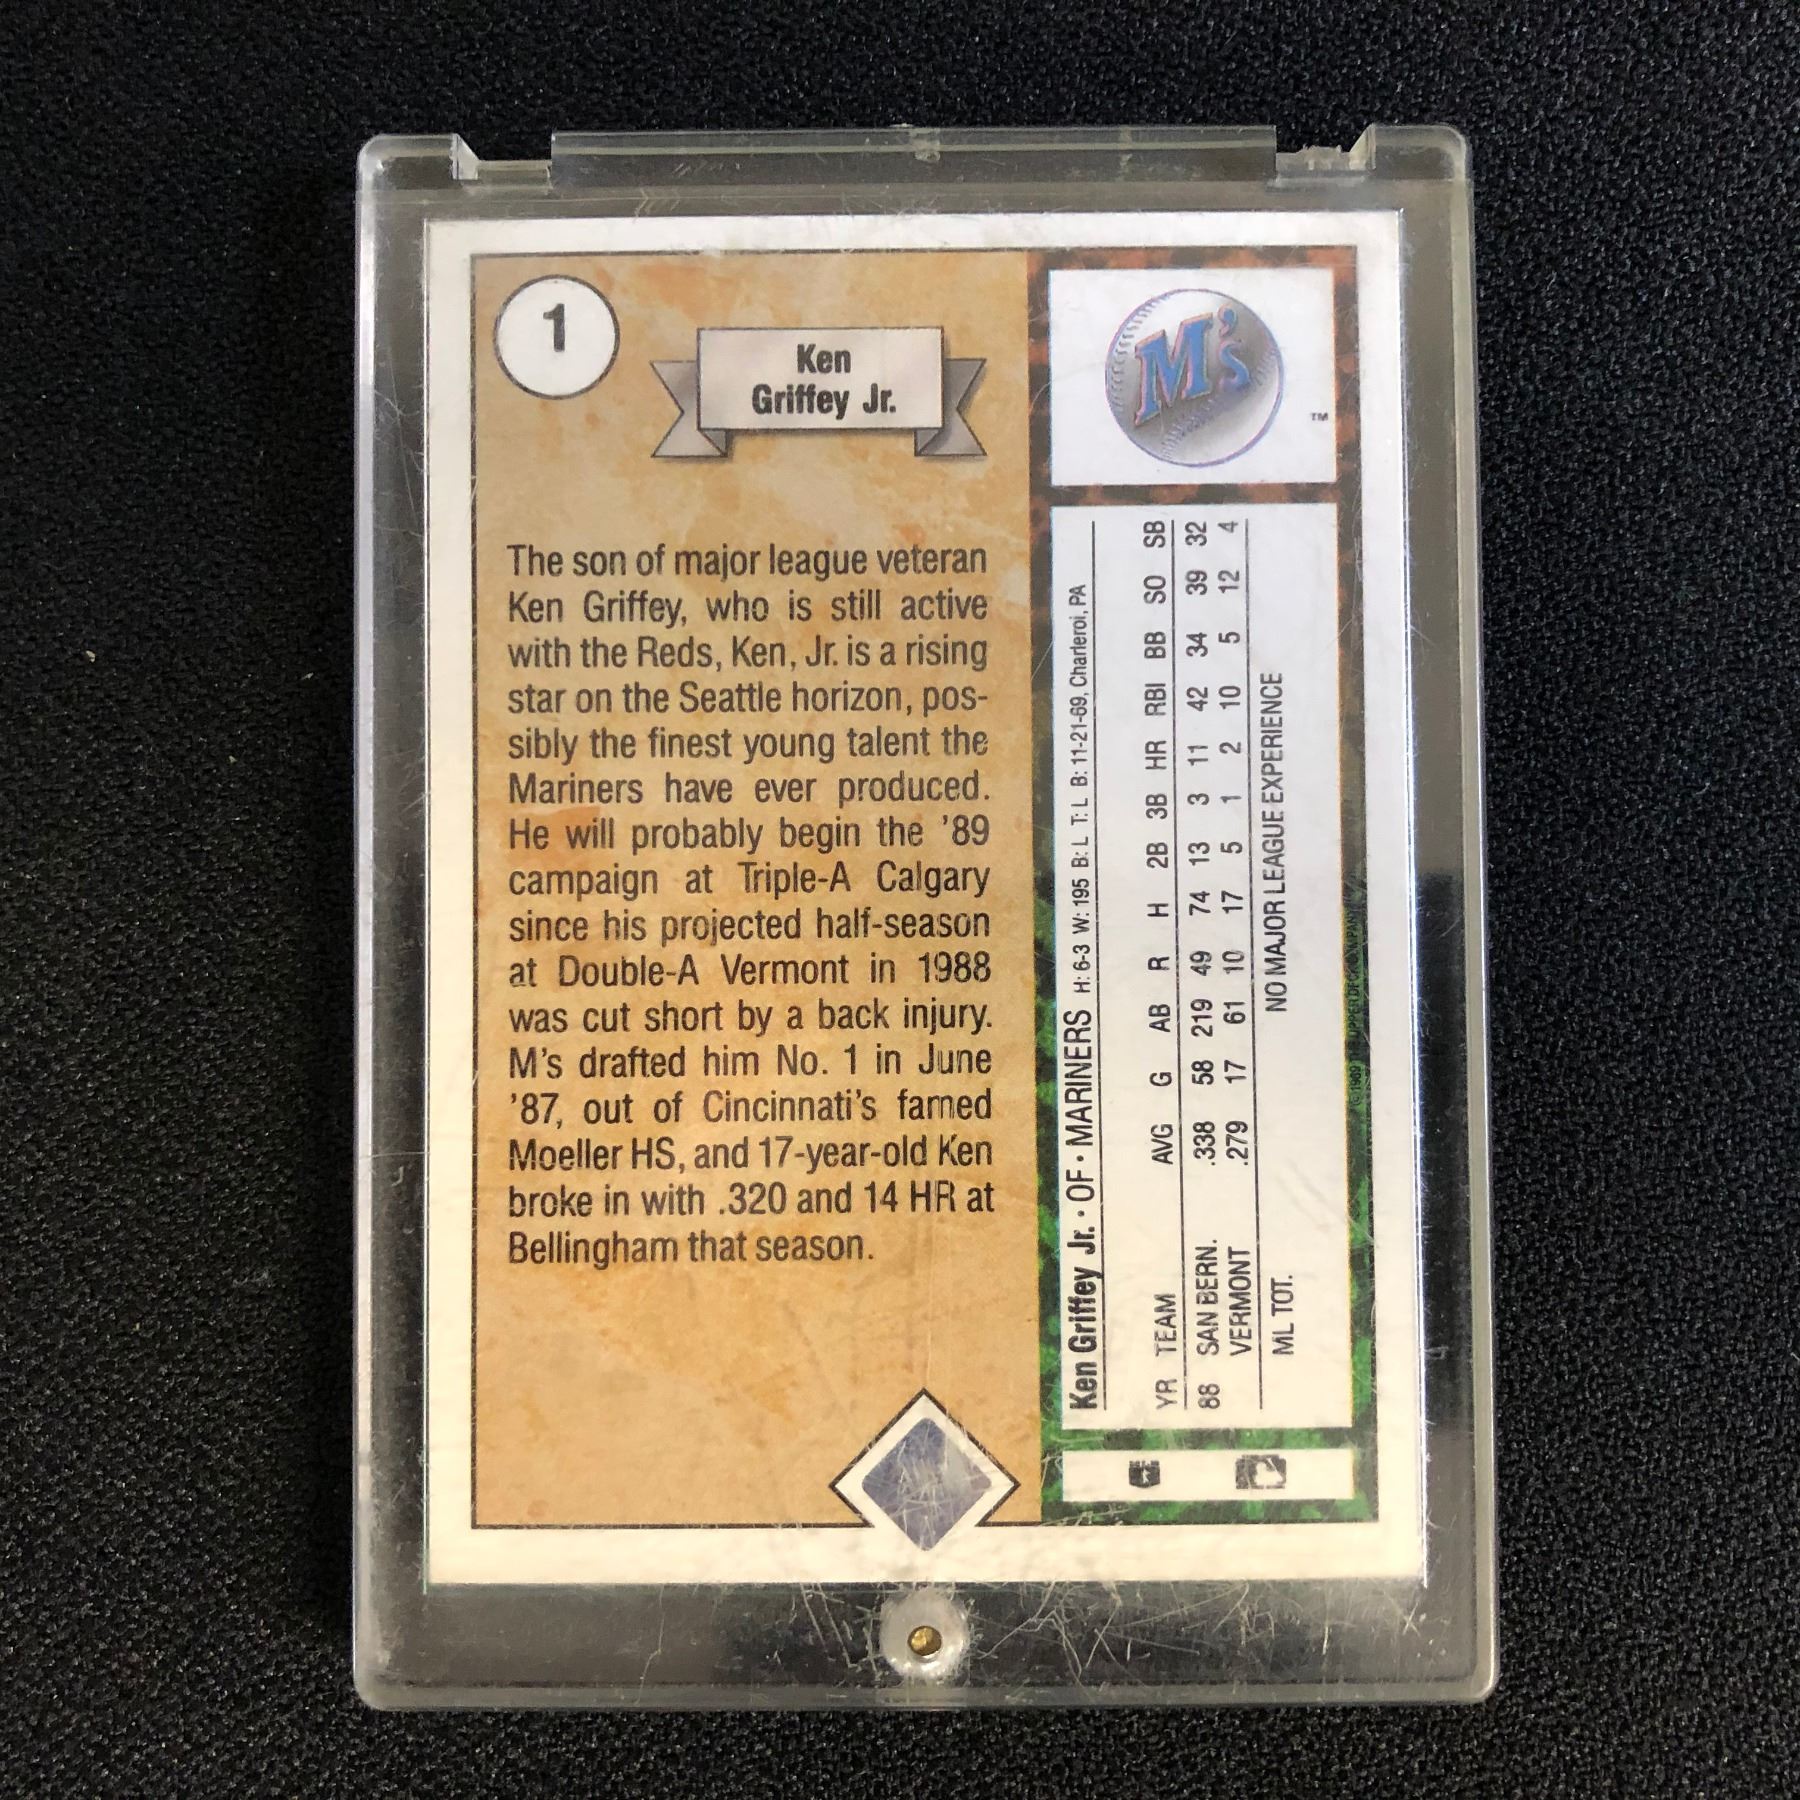 1
Ken
Griffey Jr.
The son of major league veteran
Ken Griffey, who is still active
with the Reds, Ken, Jr. is a rising
star on the Seattle horizon, pos-
sibly the finest young talent the
Mariners have ever produced.
He will probably begin the '89
campaign at Triple-A Calgary
since his projected half-season
at Double-A Vermont in 1988
was cut short by a back injury.
M's drafted him No. 1 in June
'87, out of Cincinnati's famed
Moeller HS, and 17-year-old Ken
broke in with .320 and 14 HR at
Bellingham that season.
M's
TM
Ken Griffey Jr. • OF • MARINERS H: 6-3 W: 195 B: L T: L B: 11-21-69, Charleroi, PA
YR TEAM AVG G AB R H 2B 3B HR RBI BB SO SB
88 SAN BERN. .338 58 219 49 74 13 3 11 42 34 39 32
VERMONT .279 17 61 10 17 5 1 2 10 5 12 4
ML TOT. NO MAJOR LEAGUE EXPERIENCE
©1989 UPPER DECK COMPANY